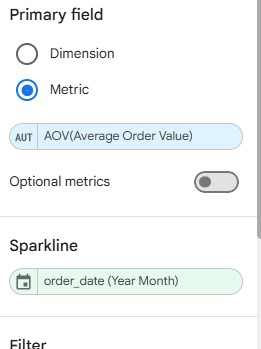 Primary field
Dimension
Metric
AUT AOV(Average Order Value)
Optional metrics
Sparkline
order_date (Year Month)
Filter